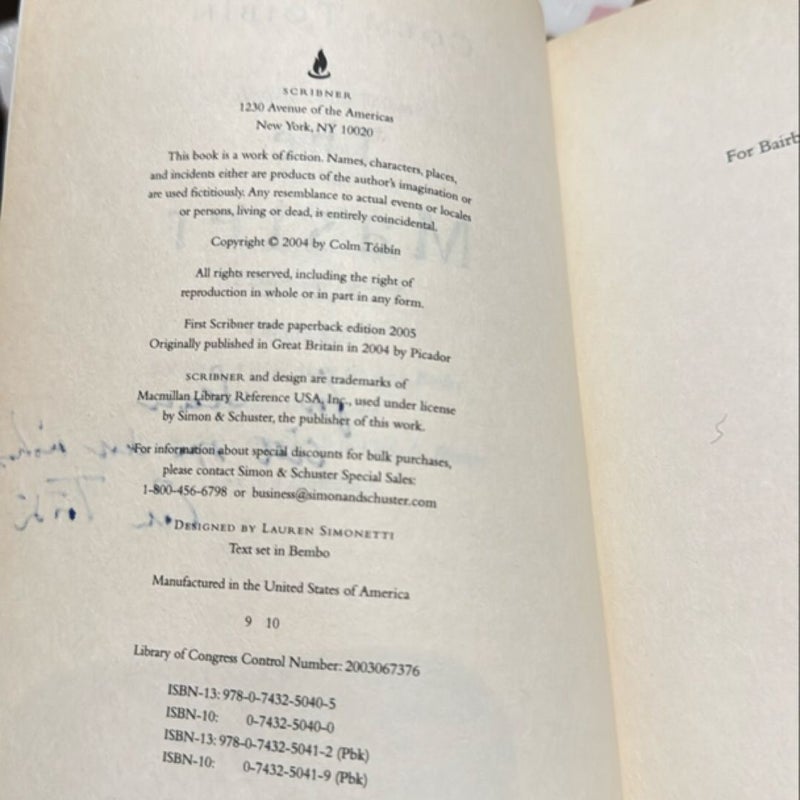 SCRIBNER
1230 Avenue of the Americas
New York, NY 10020
This book is a work of fiction. Names, characters, places,
and incidents either are products of the author's imagination or
are used fictitiously. Any resemblance to actual events or locales
or persons, living or dead, is entirely coincidental.
Copyright © 2004 by Colm Tóibín
All rights reserved, including the right of
reproduction in whole or in part in any form.
First Scribner trade paperback edition 2005
Originally published in Great Britain in 2004 by Picador
SCRIBNER and design are trademarks of
Macmillan Library Reference USA, Inc., used under license
by Simon & Schuster, the publisher of this work.
For information about special discounts for bulk purchases,
please contact Simon & Schuster Special Sales:
1-800-456-6798 or business@simonandschuster.com
DESIGNED BY LAUREN SIMONETTI
Text set in Bembo
Manufactured in the United States of America
9 10
Library of Congress Control Number: 2003067376
ISBN-13: 978-0-7432-5040-5
ISBN-10: 0-7432-5040-0
ISBN-13: 978-0-7432-5041-2 (Pbk)
ISBN-10: 0-7432-5041-9 (Pbk)
For Bairb